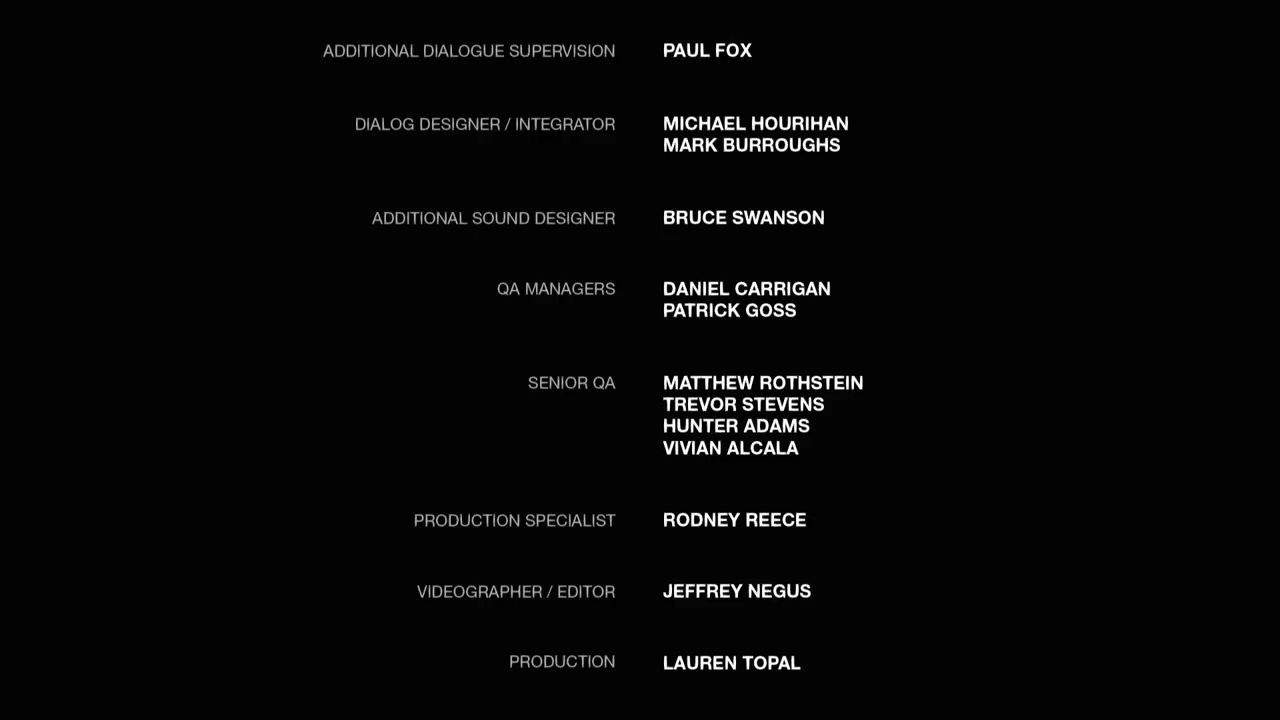 ADDITIONAL DIALOGUE SUPERVISION PAUL FOX
DIALOG DESIGNER / INTEGRATOR MICHAEL HOURIHAN
MARK BURROUGHS
ADDITIONAL SOUND DESIGNER BRUCE SWANSON
QA MANAGERS DANIEL CARRIGAN
PATRICK GOSS
SENIOR QA MATTHEW ROTHSTEIN
TREVOR STEVENS
HUNTER ADAMS
VIVIAN ALCALA
PRODUCTION SPECIALIST RODNEY REECE
VIDEOGRAPHER / EDITOR JEFFREY NEGUS
PRODUCTION LAUREN TOPAL